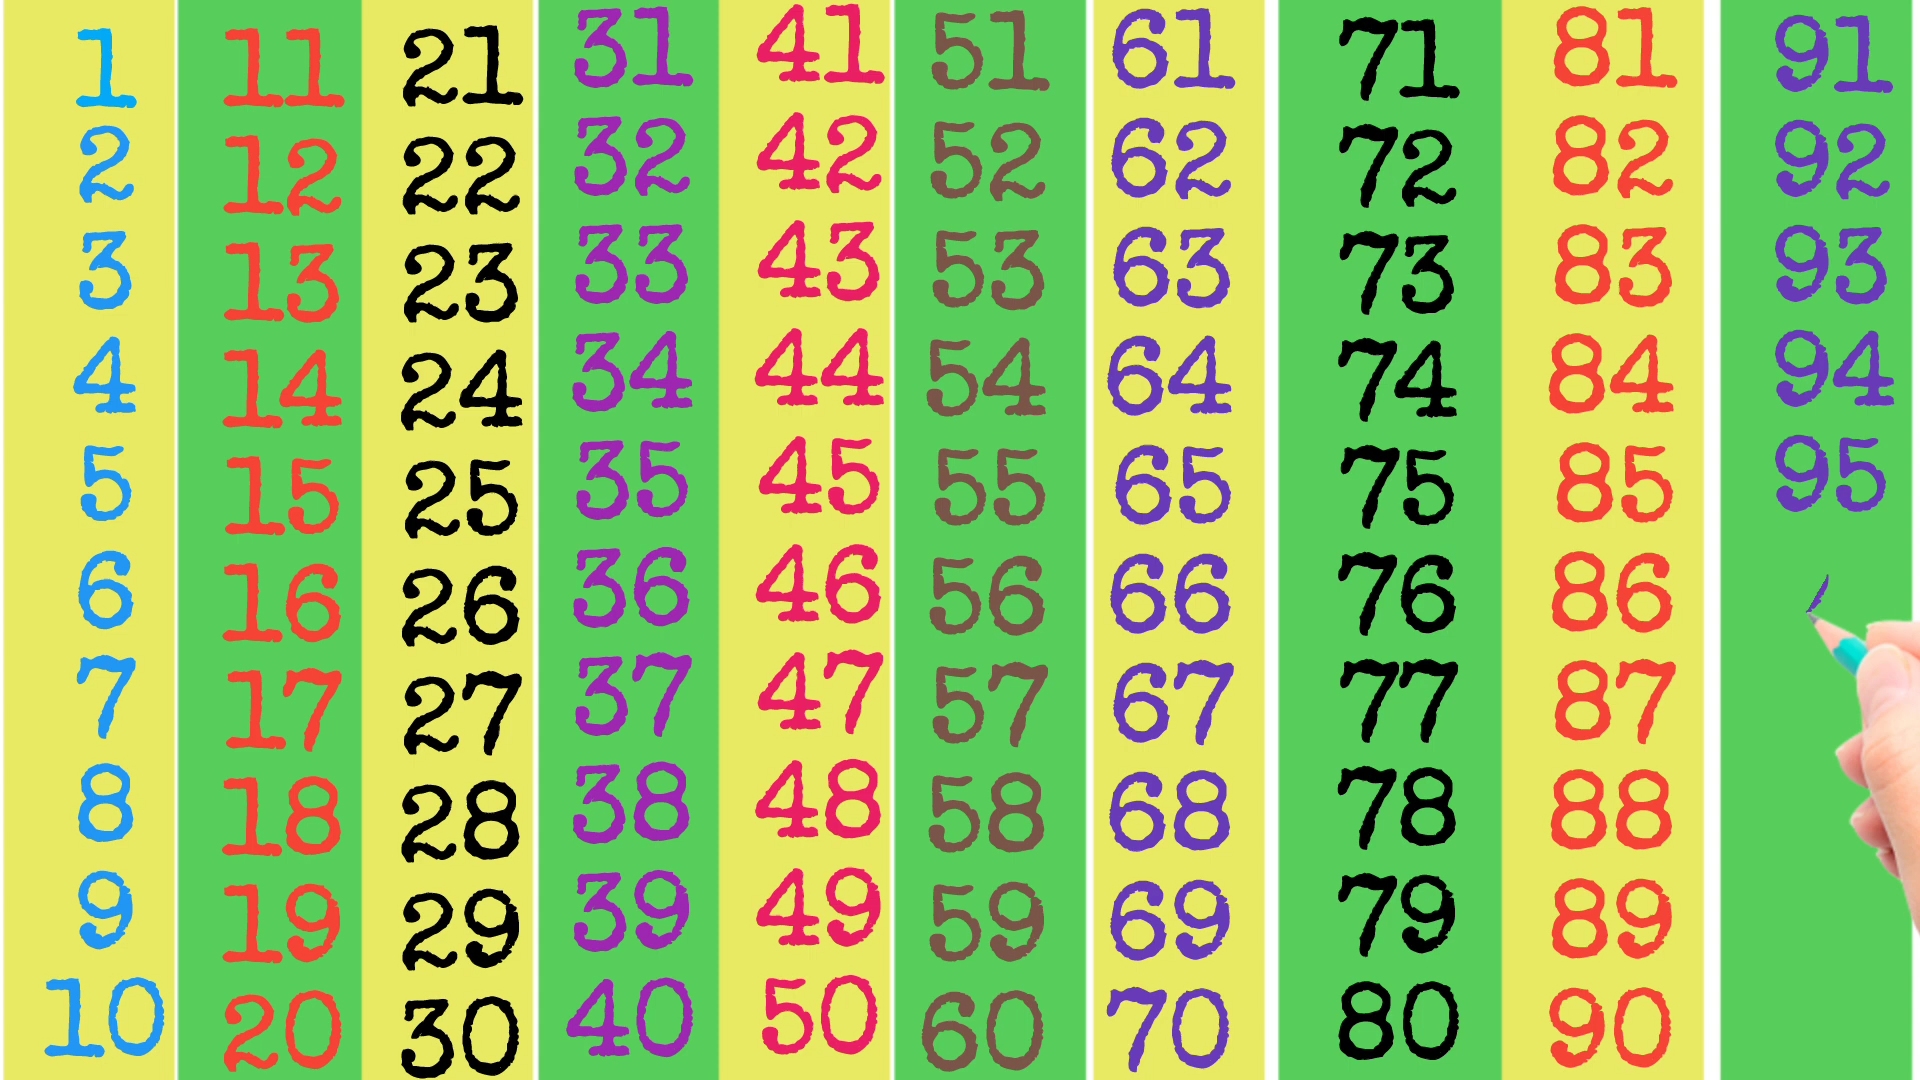 1 11 21 31 41 51 61 71 81 91
2 12 22 32 42 52 62 72 82 92
3 13 23 33 43 53 63 73 83 93
4 14 24 34 44 54 64 74 84 94
5 15 25 35 45 55 65 75 85 95
6 16 26 36 46 56 66 76 86
7 17 27 37 47 57 67 77 87
8 18 28 38 48 58 68 78 88
9 19 29 39 49 59 69 79 89
10 20 30 40 50 60 70 80 90